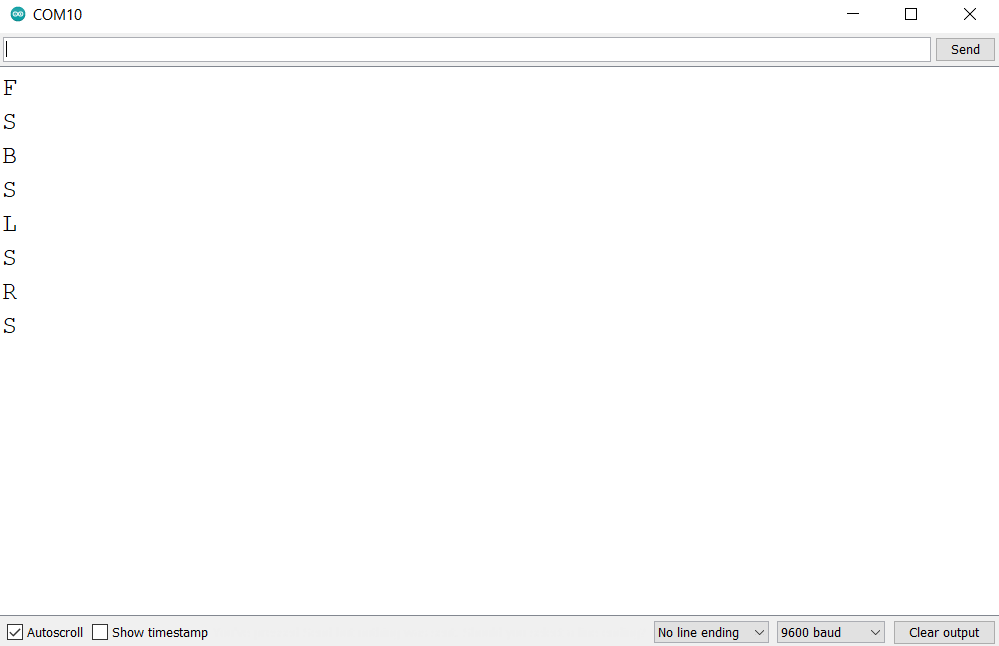 COM10
Send
F
S
B
S
L
S
R
S
Autoscroll Show timestamp No line ending 9600 baud Clear output